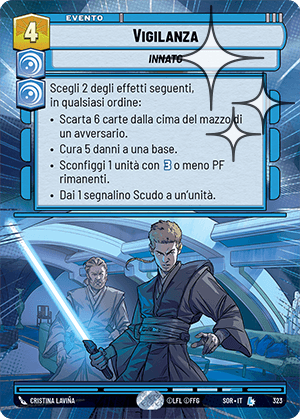 EVENTO
4
VIGILANZA
INNATO
Scegli 2 degli effetti seguenti,
in qualsiasi ordine:
• Scarta 6 carte dalla cima del mazzo di
un avversario.
• Cura 5 danni a una base.
• Sconfiggi 1 unità con 3 o meno PF
rimanenti.
• Dai 1 segnalino Scudo a un'unità.
CRISTINA LAVIÑA
©LFL ©FFG
SOR • IT
323